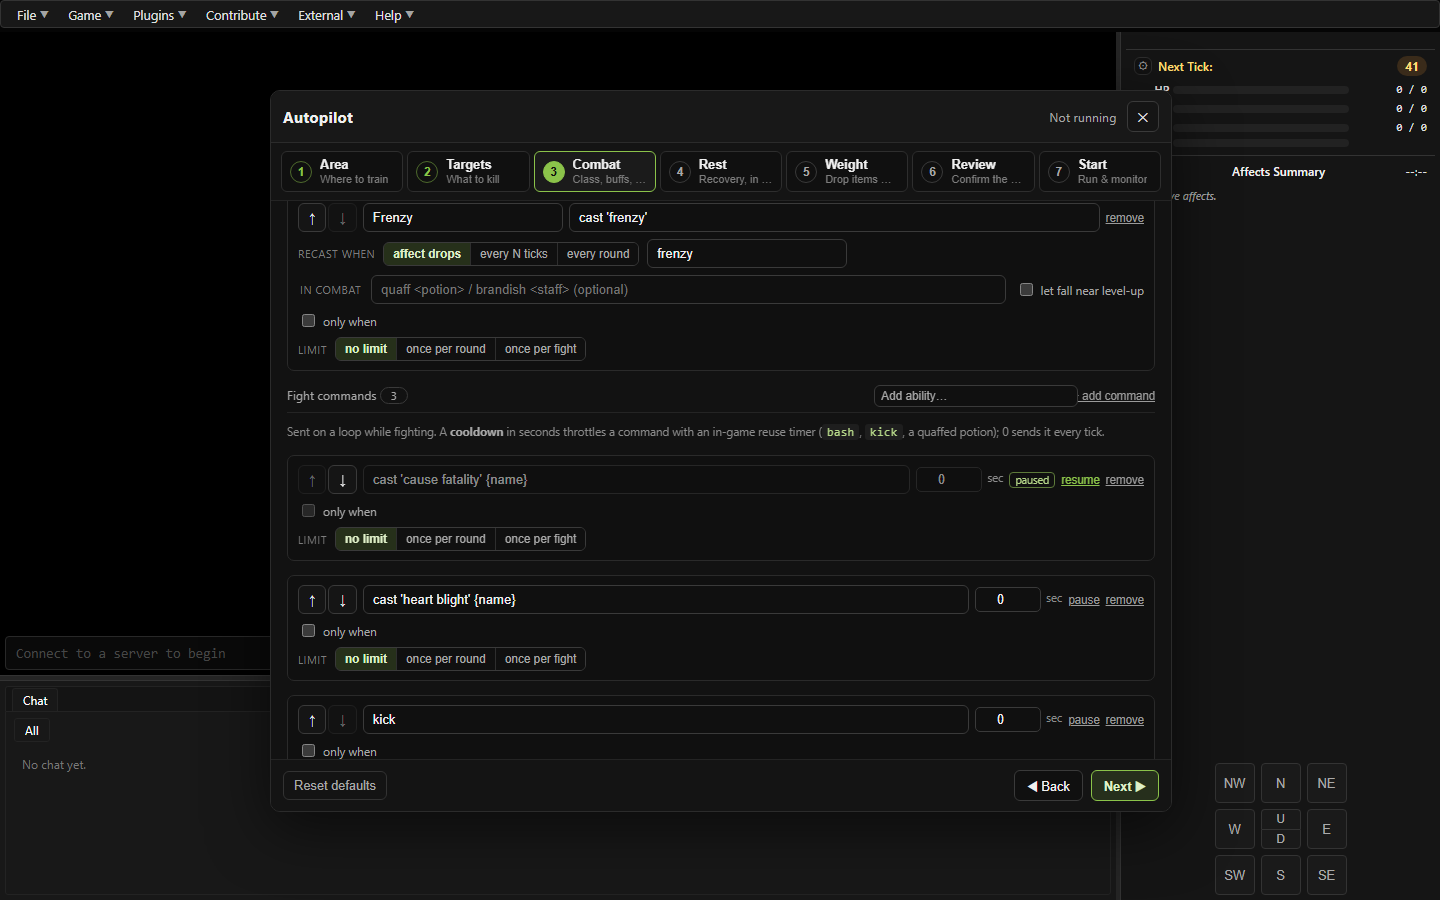 File ▼ Game ▼ Plugins ▼ Contribute ▼ External ▼ Help ▼
Next Tick: 41
HP 0 / 0
0 / 0
0 / 0
Affects Summary --:--
ve affects.
Autopilot Not running ✕
1 Area Where to train
2 Targets What to kill
3 Combat Class, buffs, ...
4 Rest Recovery, in ...
5 Weight Drop items ...
6 Review Confirm the ...
7 Start Run & monitor
↑ ↓ Frenzy cast 'frenzy' remove
RECAST WHEN affect drops every N ticks every round frenzy
IN COMBAT quaff <potion> / brandish <staff> (optional) let fall near level-up
only when
LIMIT no limit once per round once per fight
Fight commands 3 Add ability... add command
Sent on a loop while fighting. A cooldown in seconds throttles a command with an in-game reuse timer ( bash , kick , a quaffed potion); 0 sends it every tick.
↑ ↓ cast 'cause fatality' {name} 0 sec paused resume remove
only when
LIMIT no limit once per round once per fight
↑ ↓ cast 'heart blight' {name} 0 sec pause remove
only when
LIMIT no limit once per round once per fight
↑ ↓ kick 0 sec pause remove
only when
Reset defaults ◀ Back Next ▶
Connect to a server to begin
Chat
All
No chat yet.
NW N NE
W U D E
SW S SE